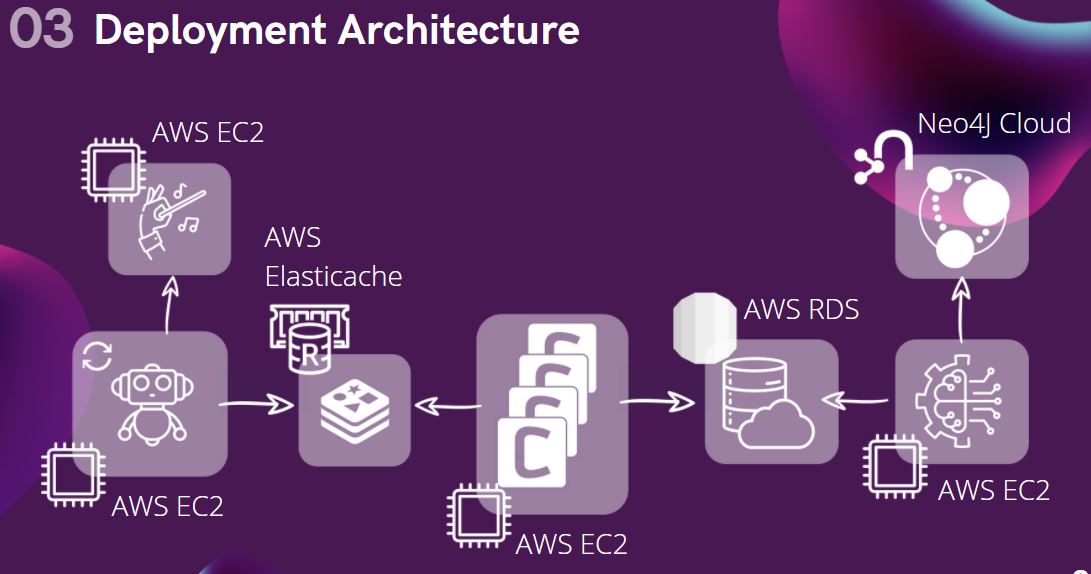 03 Deployment Architecture
AWS EC2
Neo4J Cloud
AWS
Elasticache
R
AWS RDS
C
C
C
C
AWS EC2
AWS EC2
AWS EC2